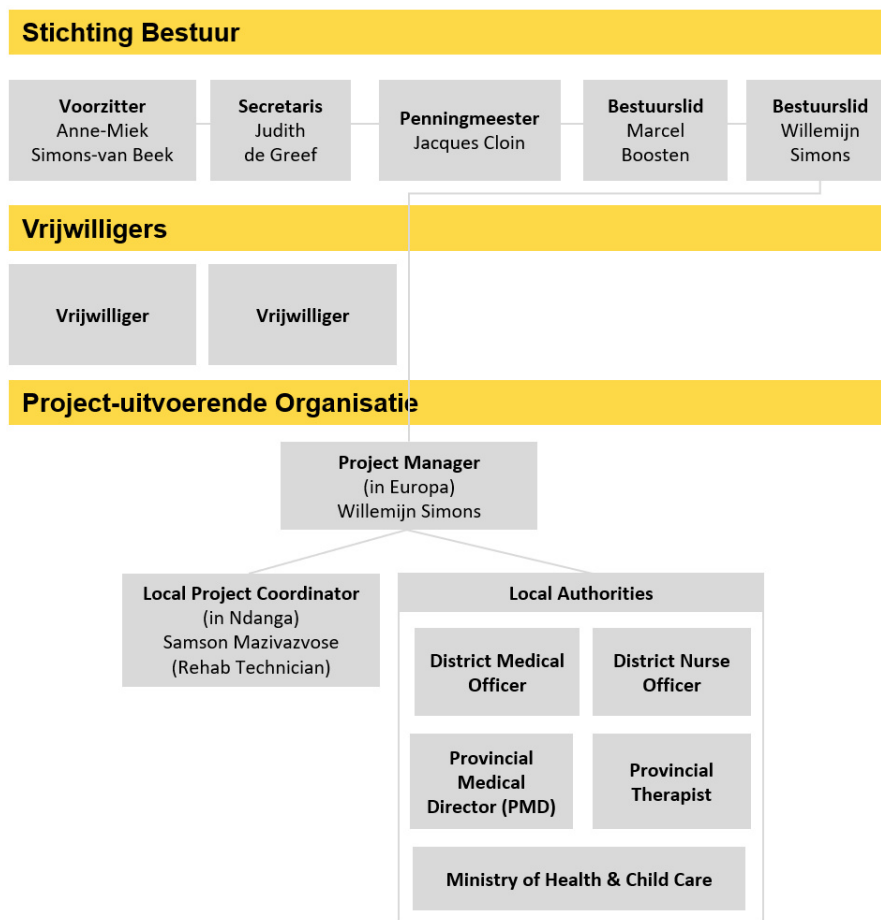 Stichting Bestuur
Voorzitter
Anne-Miek
Simons-van Beek
Secretaris
Judith
de Greef
Penningmeester
Jacques Cloin
Bestuurslid
Marcel
Boosten
Bestuurslid
Willemijn
Simons
Vrijwilligers
Vrijwilliger
Vrijwilliger
Project-uitvoerende Organisatie
Project Manager
(in Europa)
Willemijn Simons
Local Project Coordinator
(in Ndanga)
Samson Mazivazvose
(Rehab Technician)
Local Authorities
District Medical
Officer
District Nurse
Officer
Provincial
Medical
Director (PMD)
Provincial
Therapist
Ministry of Health & Child Care